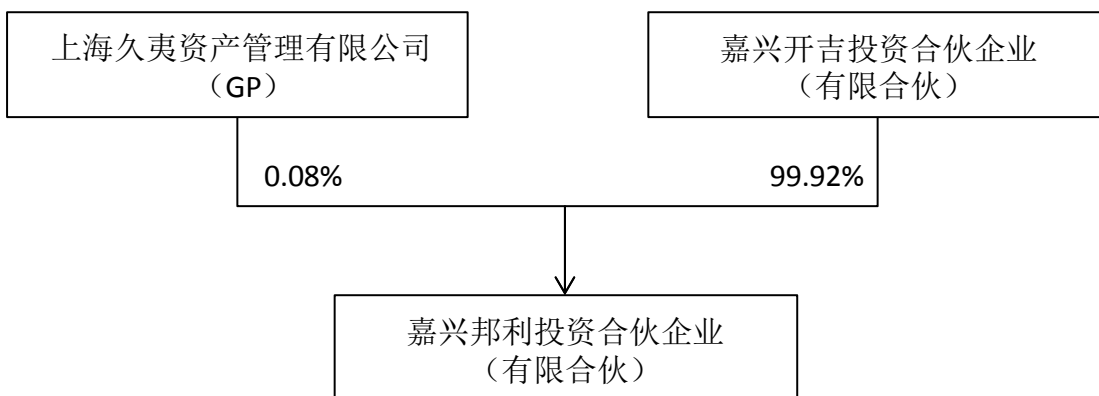 上海久夷资产管理有限公司
（GP）
嘉兴开吉投资合伙企业
（有限合伙）
0.08%
99.92%
嘉兴邦利投资合伙企业
（有限合伙）